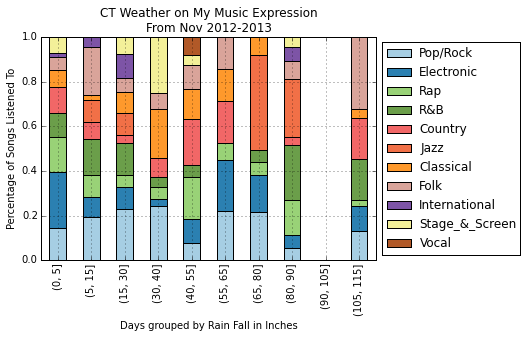 CT Weather on My Music Expression
From Nov 2012-2013
Percentage of Songs Listened To
1.0
0.8
0.6
0.4
0.2
0.0
(0, 5]
(5, 15]
(15, 30]
(30, 40]
(40, 55]
(55, 65]
(65, 80]
(80, 90]
(90, 105]
(105, 115]
Days grouped by Rain Fall in Inches
Pop/Rock
Electronic
Rap
R&B
Country
Jazz
Classical
Folk
International
Stage_&_Screen
Vocal